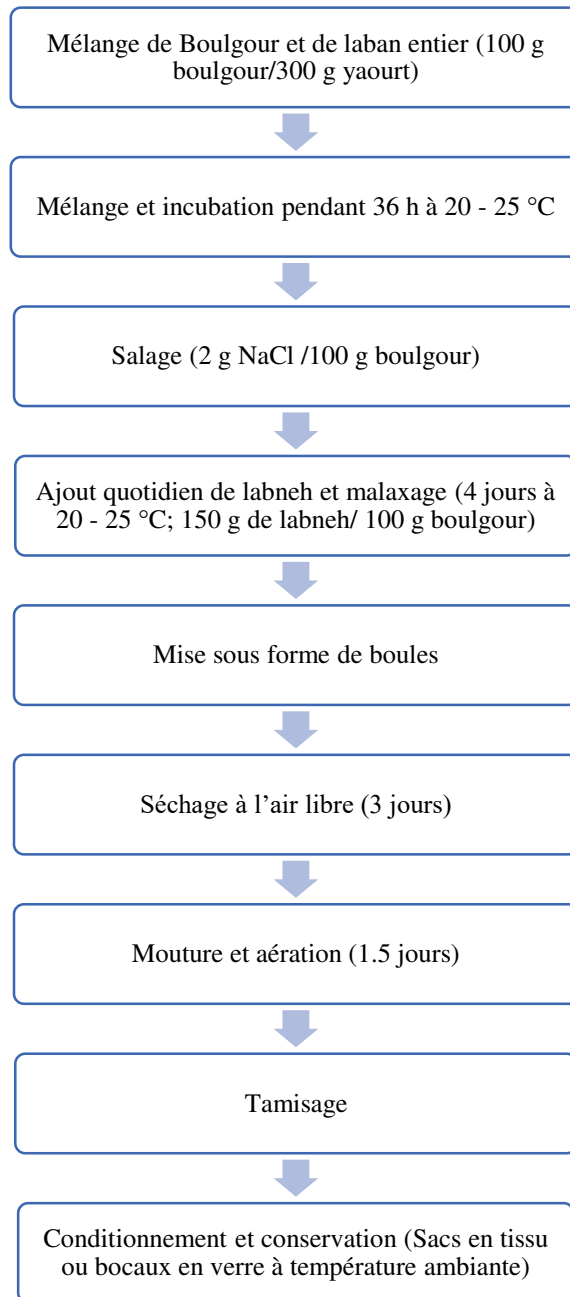 Mélange de Boulgour et de laban entier (100 g
boulgour/300 g yaourt)
Mélange et incubation pendant 36 h à 20 - 25 °C
Salage (2 g NaCl /100 g boulgour)
Ajout quotidien de labneh et malaxage (4 jours à
20 - 25 °C; 150 g de labneh/ 100 g boulgour)
Mise sous forme de boules
Séchage à l’air libre (3 jours)
Mouture et aération (1.5 jours)
Tamisage
Conditionnement et conservation (Sacs en tissu
ou bocaux en verre à température ambiante)